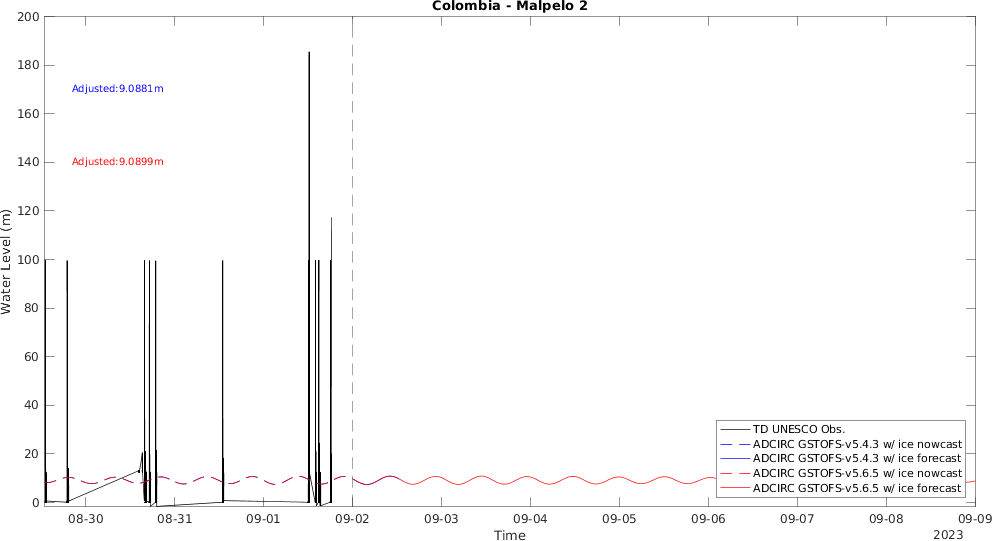 Colombia - Malpelo 2
200
180
160
140
120
100
80
60
40
20
0
Water Level (m)
Adjusted:9.0881m
Adjusted:9.0899m
TD UNESCO Obs.
ADCIRC GSTOFS-v5.4.3 w/ ice nowcast
ADCIRC GSTOFS-v5.4.3 w/ ice forecast
ADCIRC GSTOFS-v5.6.5 w/ ice nowcast
ADCIRC GSTOFS-v5.6.5 w/ ice forecast
08-30 08-31 09-01 09-02 09-03 09-04 09-05 09-06 09-07 09-08 09-09
Time
2023